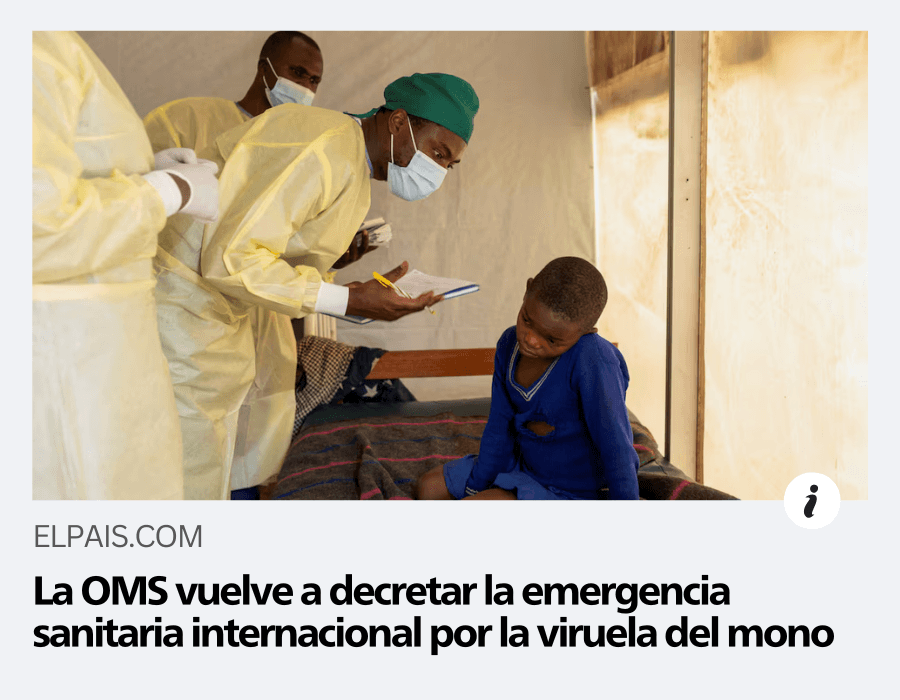 ELPAIS.COM
La OMS vuelve a decretar la emergencia
sanitaria internacional por la viruela del mono